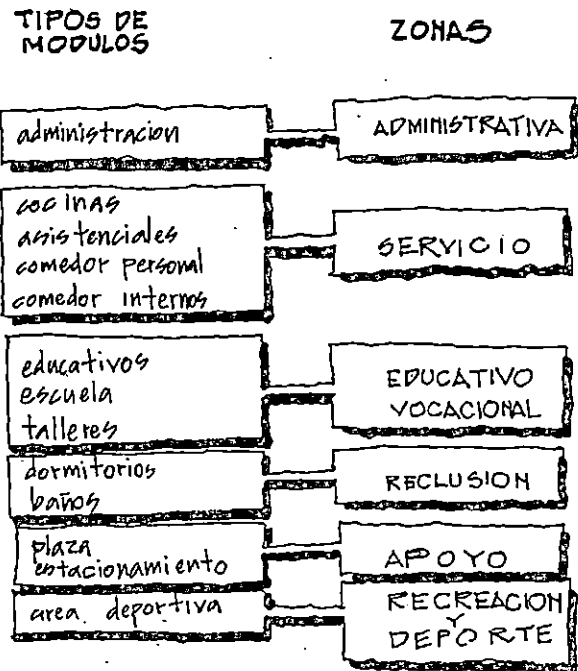 TIPOS DE
MODULOS
ZONAS
administracion
ADMINISTRATIVA
cocinas
asistenciales
comedor personal
comedor internos
SERVICIO
educativos
escuela
talleres
EDUCATIVO
VOCACIONAL
dormitorios
baños
RECLUSION
plaza
estacionamiento
APOYO
area deportiva
RECREACION
Y
DEPORTE